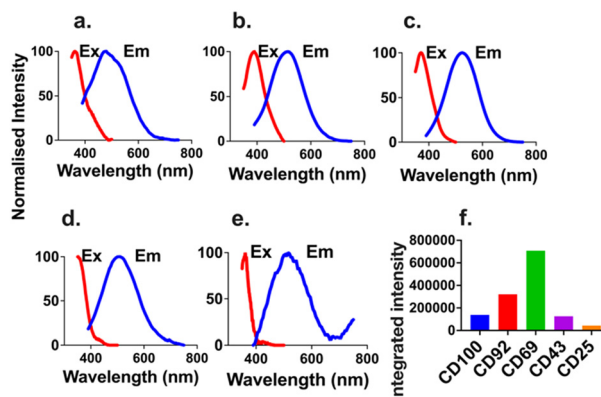 a.
b.
c.
Normalised Intensity
100
50
0
Ex Em
400 600 800
Wavelength (nm)
100
50
0
Ex Em
400 600 800
Wavelength (nm)
100
50
0
Ex Em
400 600 800
Wavelength (nm)
d.
e.
f.
100
50
0
Ex Em
400 600 800
Wavelength (nm)
100
50
0
Ex Em
400 600 800
Wavelength (nm)
ntegrated intensity
800000
600000
400000
200000
0
CD100
CD92
CD69
CD43
CD25